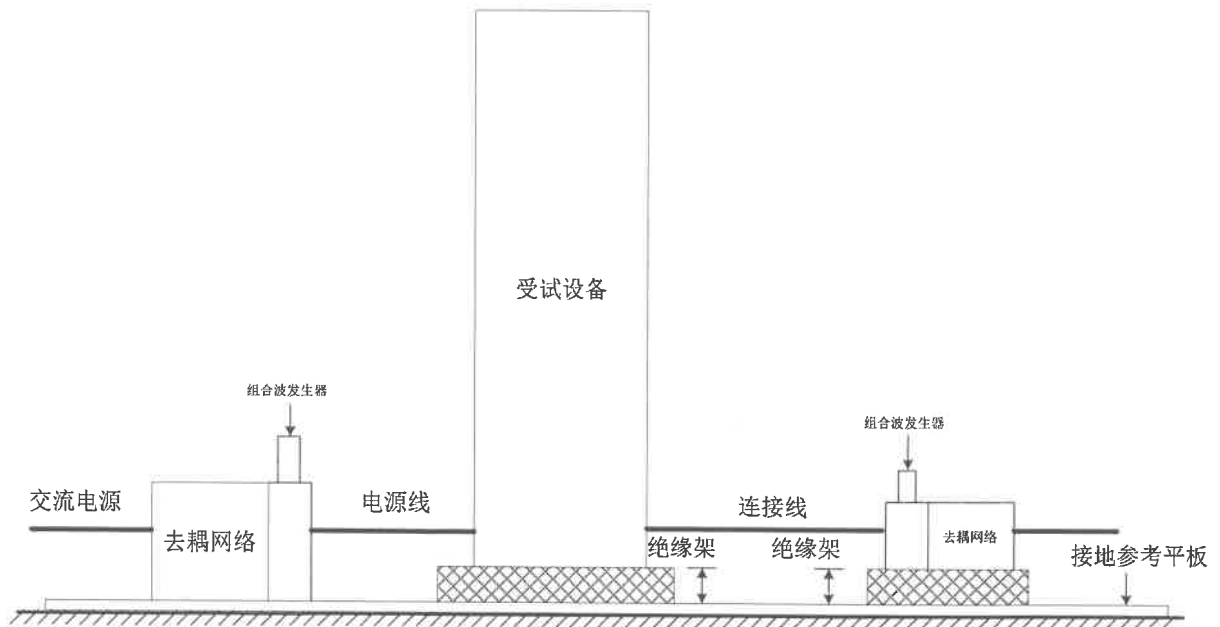 受试设备
组合波发生器
组合波发生器
交流电源
电源线
连接线
去耦网络
去耦网络
绝缘架
绝缘架
接地参考平板